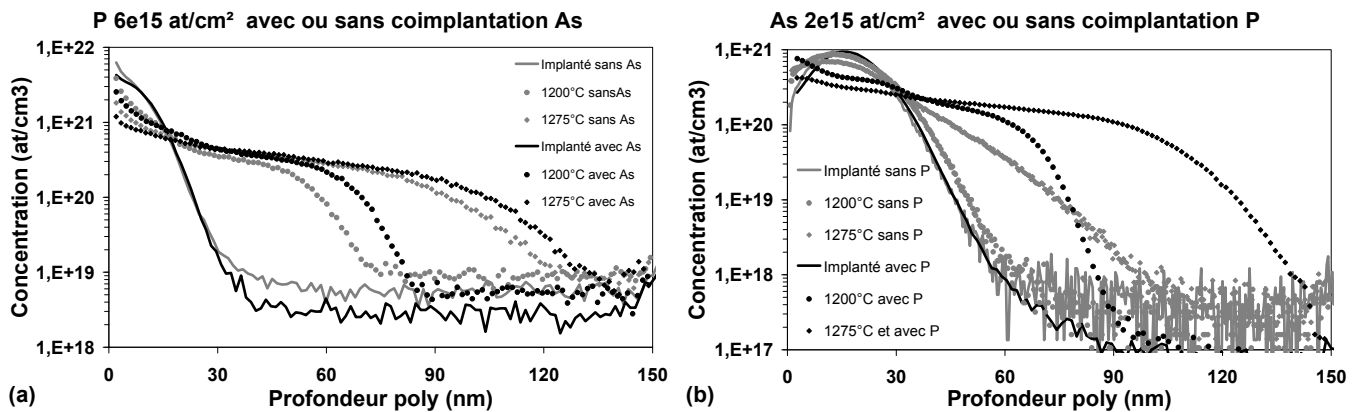 P 6e15 at/cm² avec ou sans coimplantation As
1,E+22
1,E+21
1,E+20
1,E+19
1,E+18
Concentration (at/cm3)
Implanté sans As
1200°C sansAs
1275°C sans As
Implanté avec As
1200°C avec As
1275°C avec As
0 30 60 90 120 150
Profondeur poly (nm)
(a)
As 2e15 at/cm² avec ou sans coimplantation P
1,E+21
1,E+20
1,E+19
1,E+18
1,E+17
Concentration (at/cm3)
Implanté sans P
1200°C sans P
1275°C sans P
Implanté avec P
1200°C avec P
1275°C et avec P
0 30 60 90 120 150
Profondeur poly (nm)
(b)